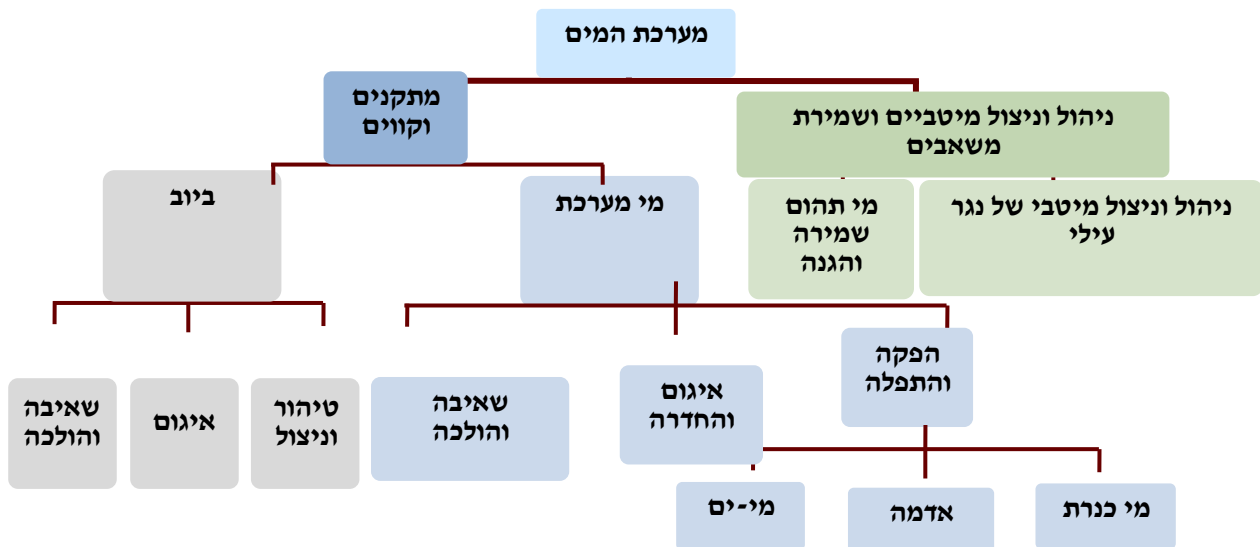 מערכת המים
ניהול וניצול מיטביים ושמירת
משאבים
מתקנים
וקווים
ניהול וניצול מיטבי של נגר
עילי
מי תהום
שמירה
והגנה
מי מערכת
ביוב
הפקה
והתפלה
איגום
והחדרה
שאיבה
והולכה
טיהור
וניצול
איגום
שאיבה
והולכה
מי כנרת
אדמה
מי-ים